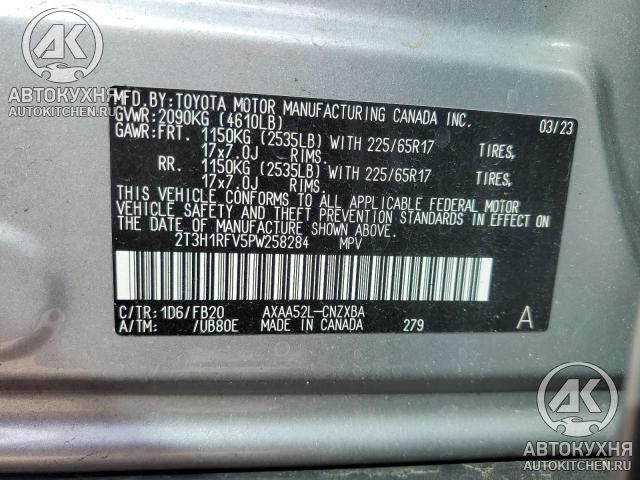 AK
АВТОКУХНЯ
AUTOKITCHEN.RU
MFD.BY:TOYOTA MOTOR MANUFACTURING CANADA INC.
GVWR:2090KG (4610LB) 03/23
GAWR:FRT. 1150KG (2535LB) WITH 225/65R17 TIRES,
17x7.0J RIMS.
RR. 1150KG (2535LB) WITH 225/65R17 TIRES,
17x7.0J RIMS.
THIS VEHICLE CONFORMS TO ALL APPLICABLE FEDERAL MOTOR
VEHICLE SAFETY AND THEFT PREVENTION STANDARDS IN EFFECT ON
THE DATE OF MANUFACTURE SHOWN ABOVE.
2T3H1RFV5PW258284 MPV
C/TR:1D6/FB20 AXAA52L-CNZXBA
A/TM: /UB80E MADE IN CANADA 279 A
AK
АВТОКУХНЯ
AUTOKITCHEN.RU